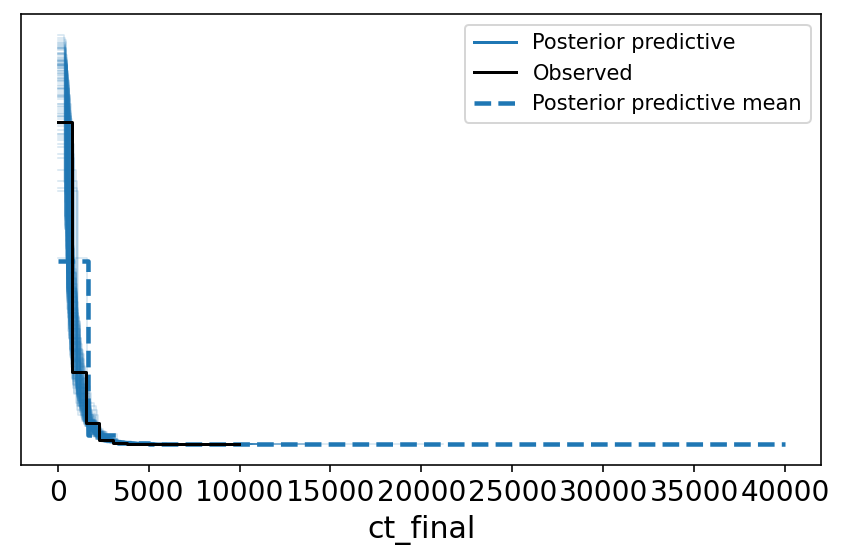 Posterior predictive
Observed
Posterior predictive mean
0 5000 10000 15000 20000 25000 30000 35000 40000
ct_final